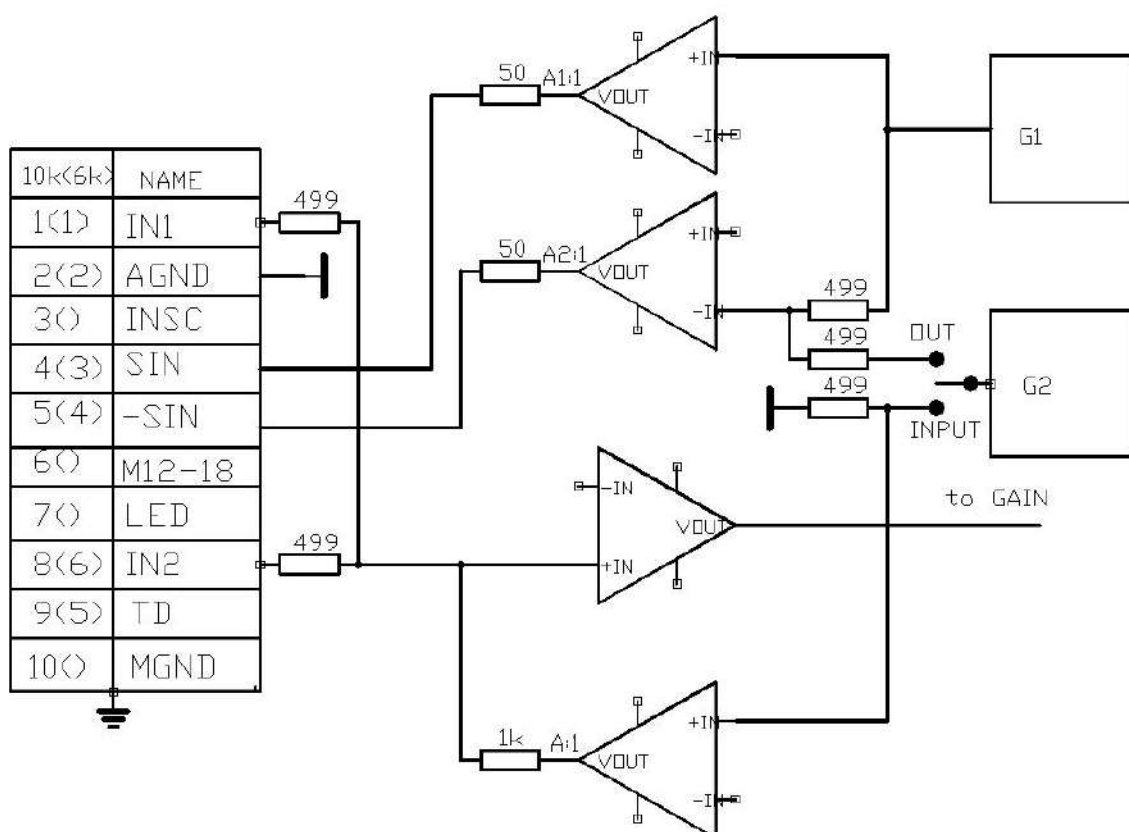 10k(6k) NAME
1(1) IN1
2(2) AGND
3() INSC
4(3) SIN
5(4) -SIN
6() M12-18
7() LED
8(6) IN2
9(5) TD
10() MGND
499
499
50 A1:1
VOUT
+IN
-IN
50 A2:1
VOUT
+IN
-IN
G1
499
499
OUT
499
INPUT
G2
-IN
VOUT
+IN
to GAIN
1k A:1
VOUT
+IN
-IN